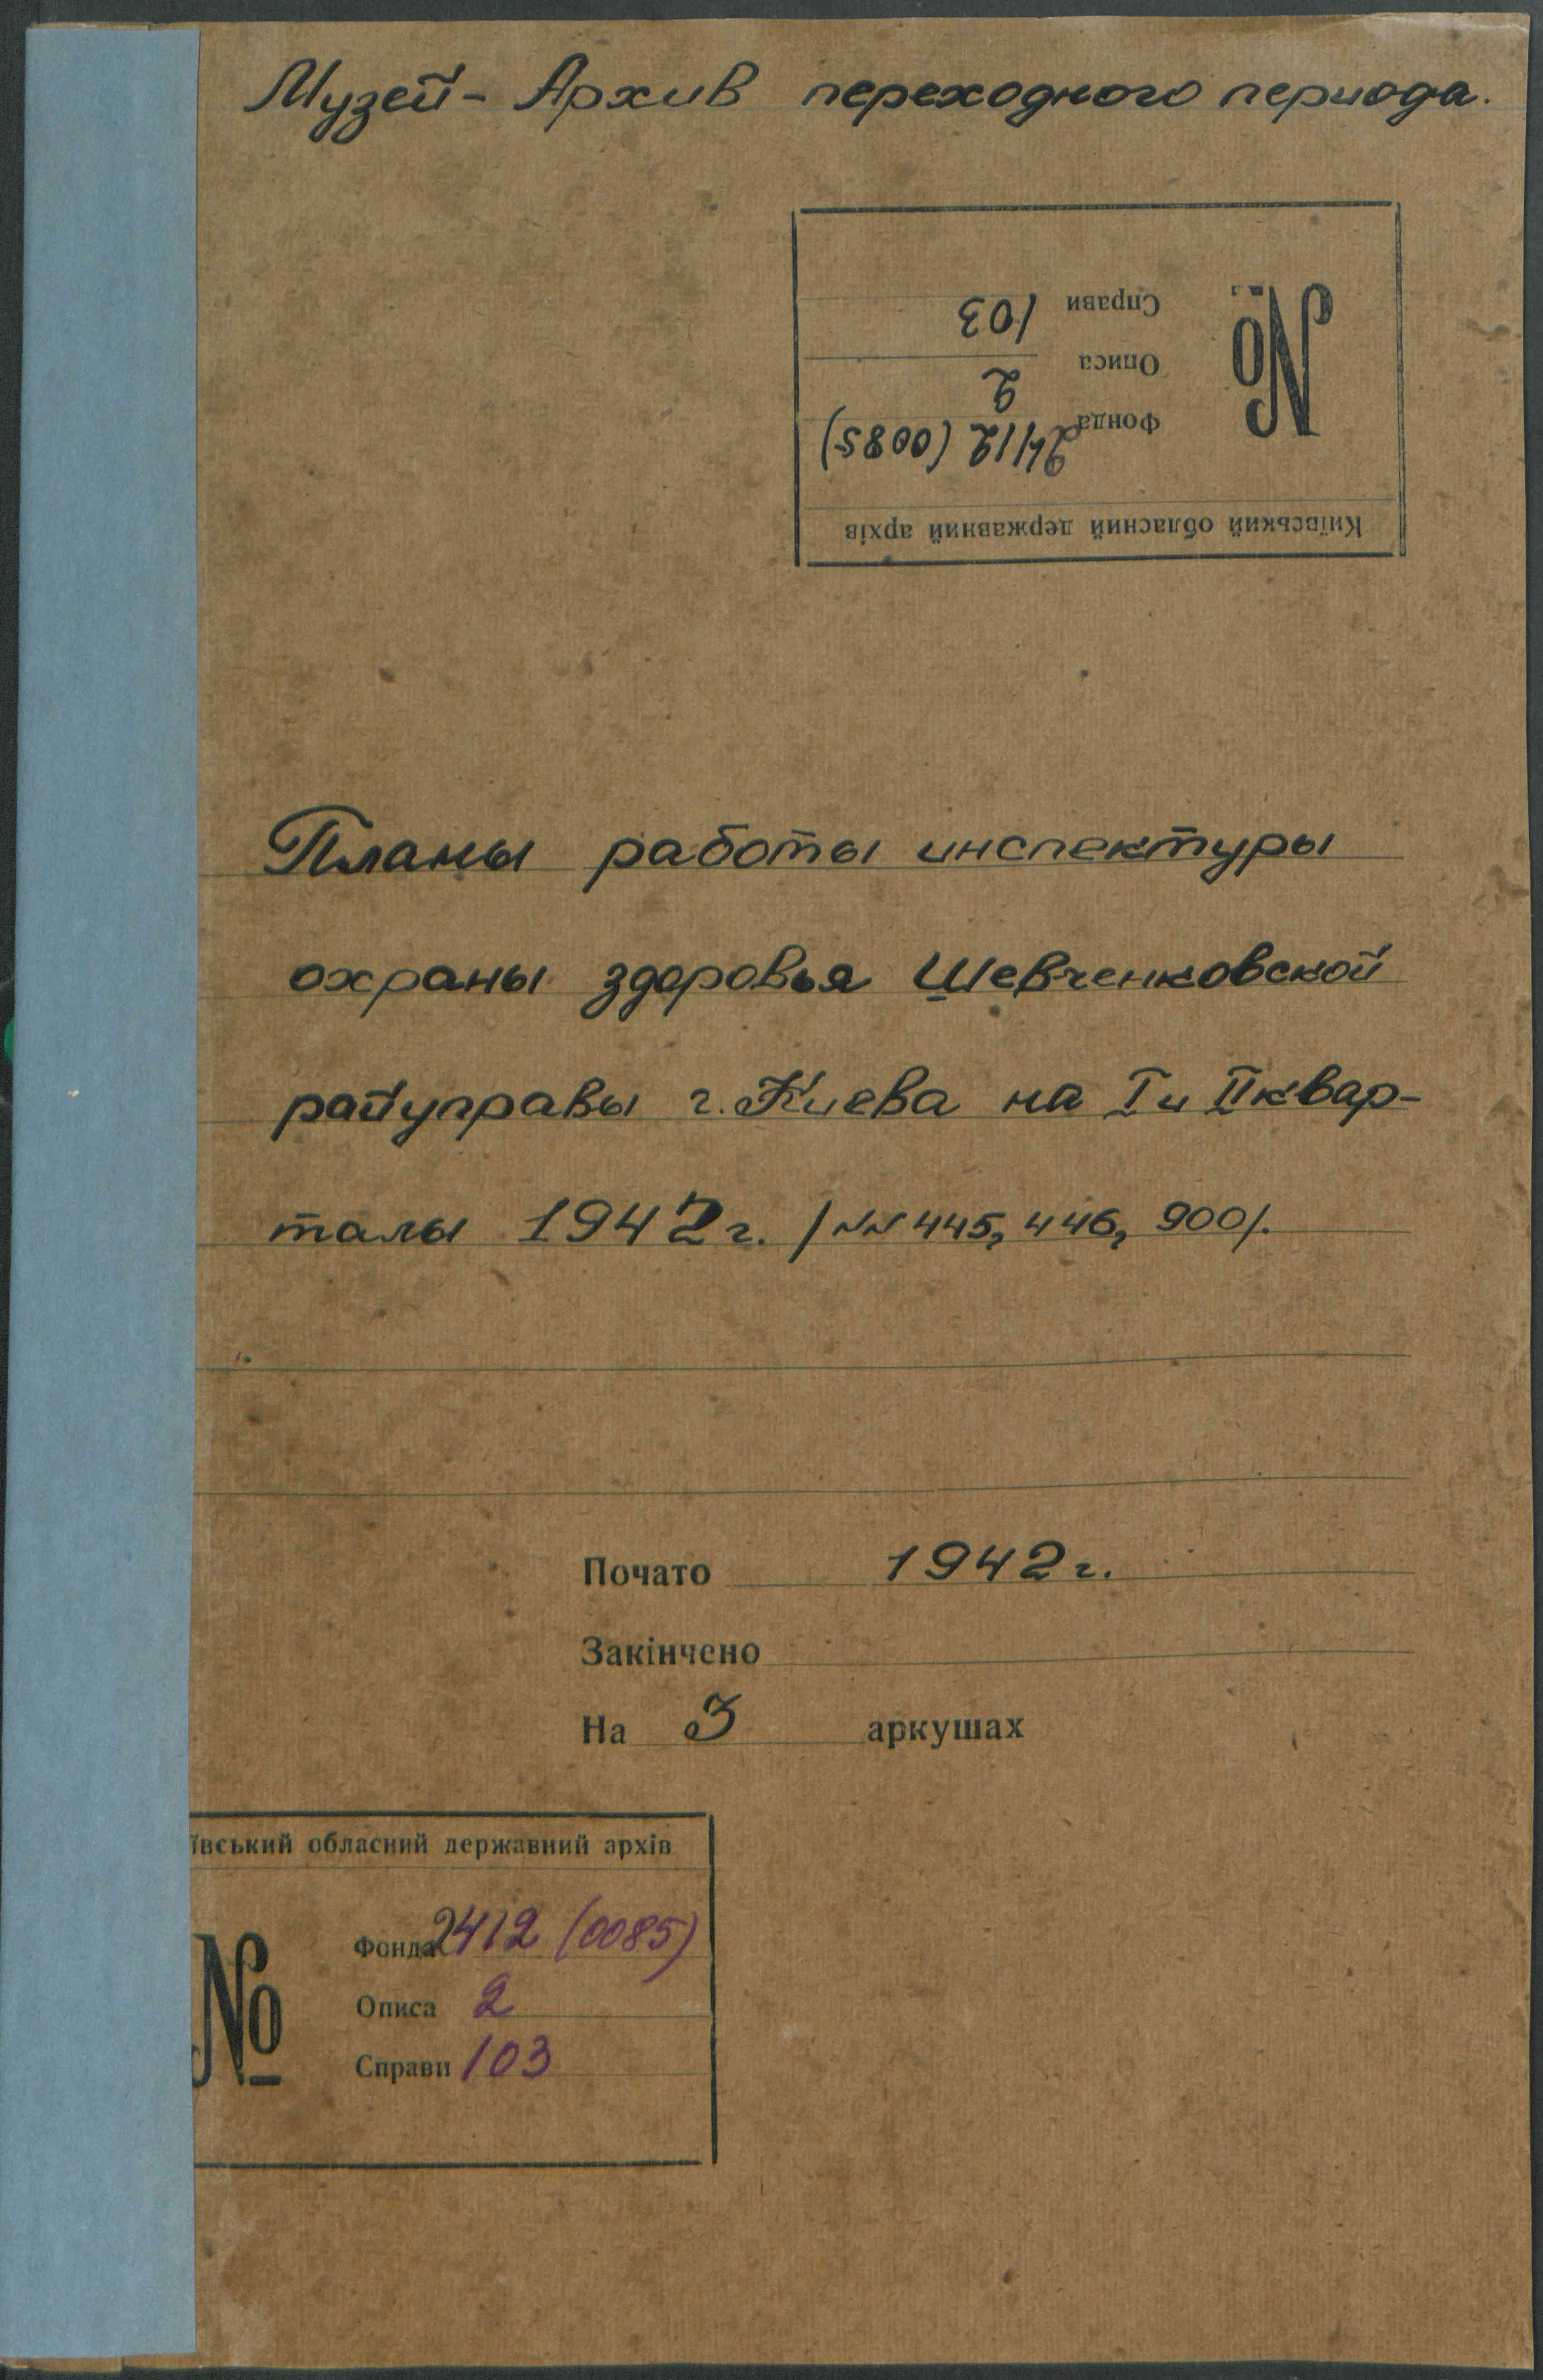 Музей-Архив переходного периода.
Київський обласний державний архів
№
Фонда 2412 (0085)
Описа 2
Справи 103
Планы работы инспектуры
охраны здоровья Шевченковской
райуправы г. Киева на I и II квар-
талы 1942 г. /NN 445, 446, 900/.
Почато 1942 г.
Закінчено
На 3 аркушах
ївський обласний державний архів
№
Фонда 2412 (0085)
Описа 2
Справи 103